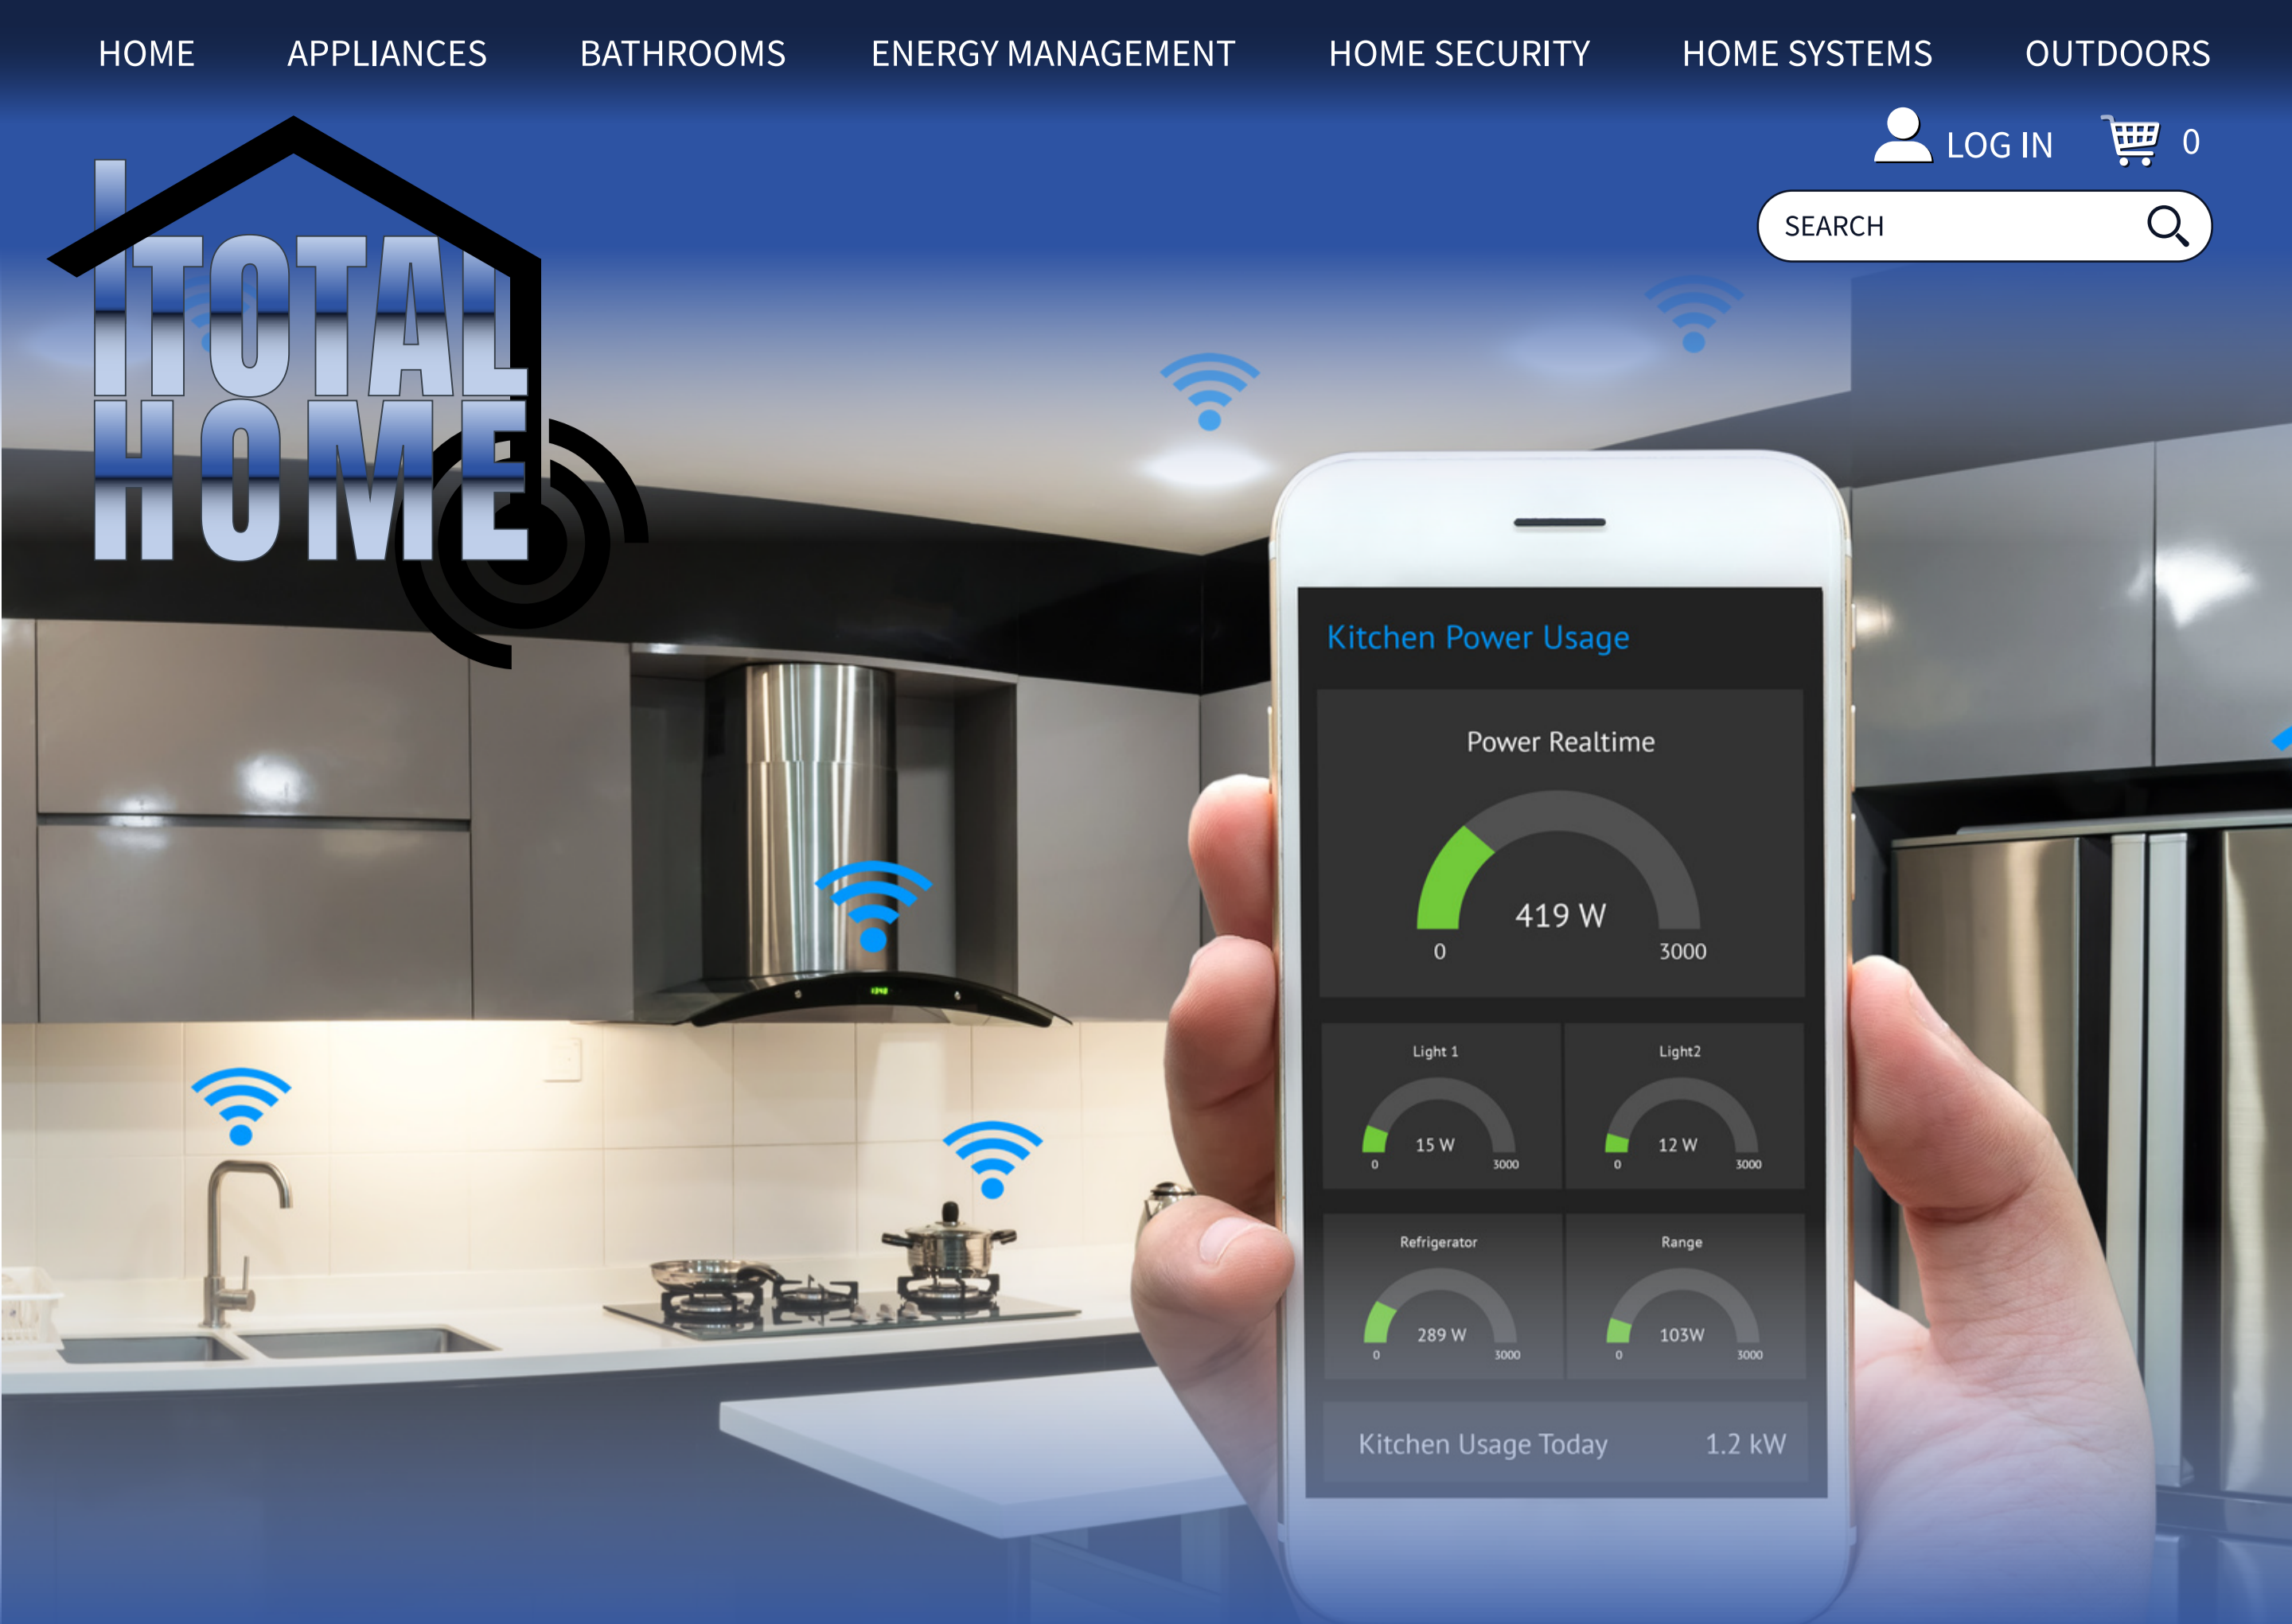 HOME APPLIANCES BATHROOMS ENERGY MANAGEMENT HOME SECURITY HOME SYSTEMS OUTDOORS
LOG IN 0
SEARCH
ITOTAL
HOME
Kitchen Power Usage
Power Realtime
419 W
0 3000
Light 1 Light2
15 W 12 W
0 3000 0 3000
Refrigerator Range
289 W 103W
0 3000 0 3000
Kitchen Usage Today 1.2 kW